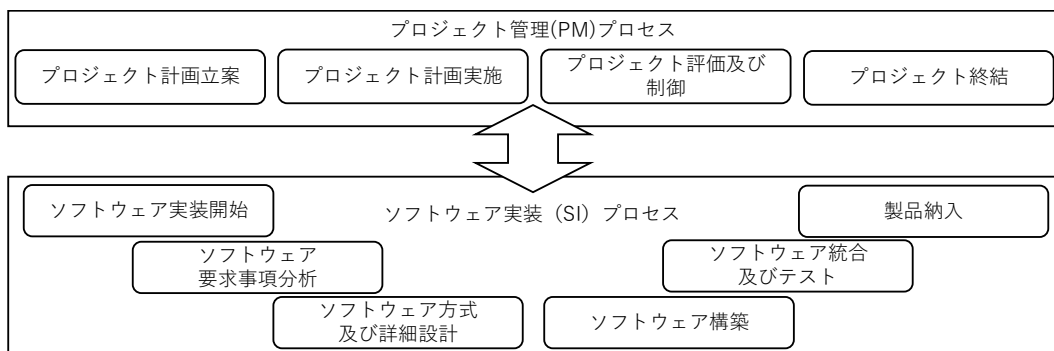 プロジェクト管理(PM)プロセス
プロジェクト計画立案
プロジェクト計画実施
プロジェクト評価及び
制御
プロジェクト終結
ソフトウェア実装開始
ソフトウェア実装（SI）プロセス
製品納入
ソフトウェア
要求事項分析
ソフトウェア統合
及びテスト
ソフトウェア方式
及び詳細設計
ソフトウェア構築